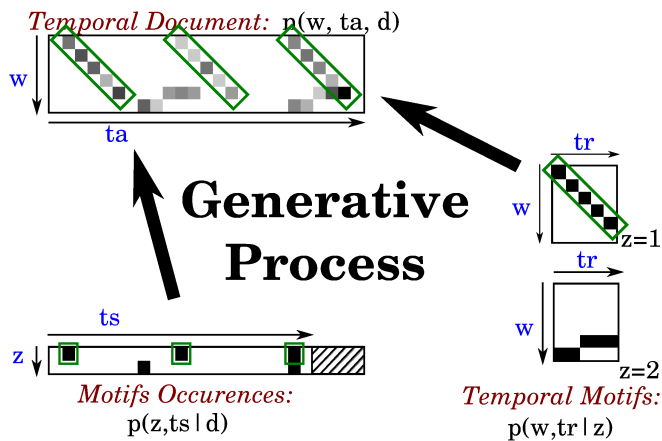 Temporal Document: n(w, ta, d)
w
ta
tr
w
z=1
Generative
Process
tr
w
z=2
ts
z
Motifs Occurences:
p(z,ts|d)
Temporal Motifs:
p(w,tr|z)